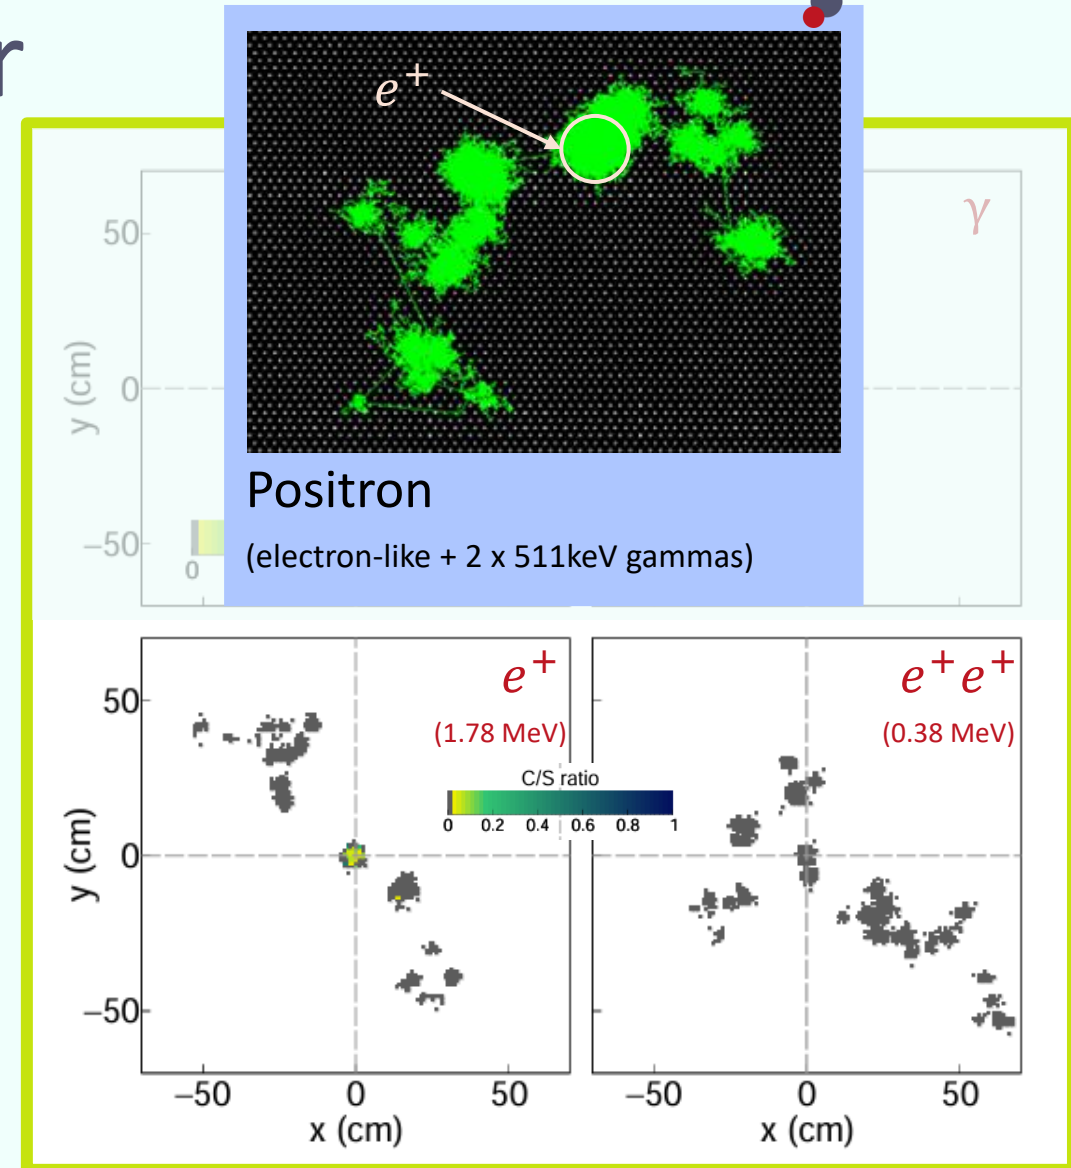 r
e+
γ
50
0
−50
y (cm)
0
Positron
(electron-like + 2 x 511keV gammas)
e+
(1.78 MeV)
e+e+
(0.38 MeV)
C/S ratio
0 0.2 0.4 0.6 0.8 1
50
0
−50
y (cm)
−50 0 50
x (cm)
−50 0 50
x (cm)